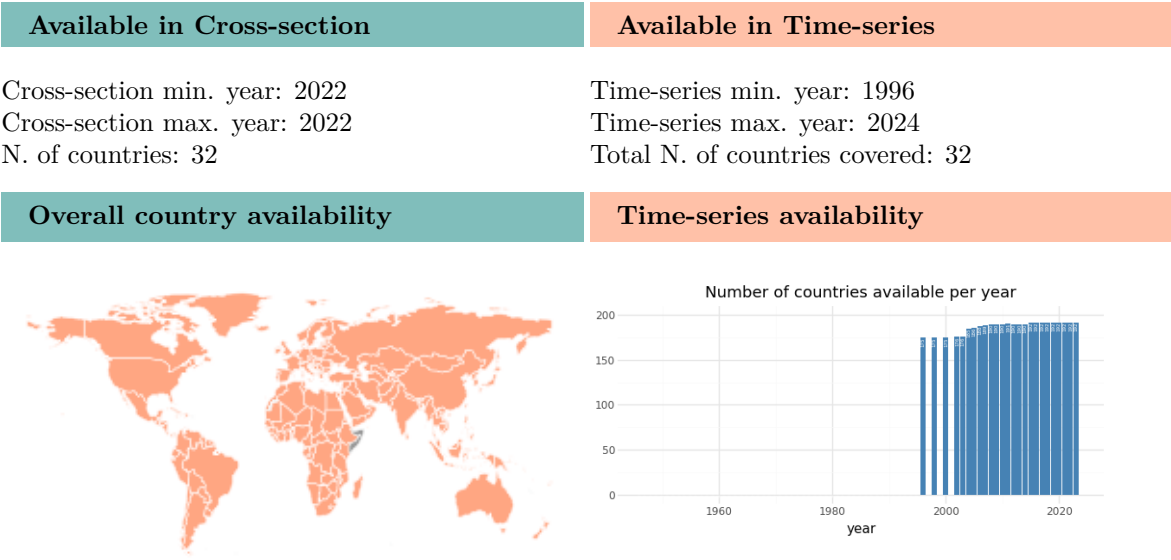 Available in Cross-section
Available in Time-series
Cross-section min. year: 2022
Cross-section max. year: 2022
N. of countries: 32
Time-series min. year: 1996
Time-series max. year: 2024
Total N. of countries covered: 32
Overall country availability
Time-series availability
Number of countries available per year
200
150
100
50
0
1960
1980
2000
2020
year